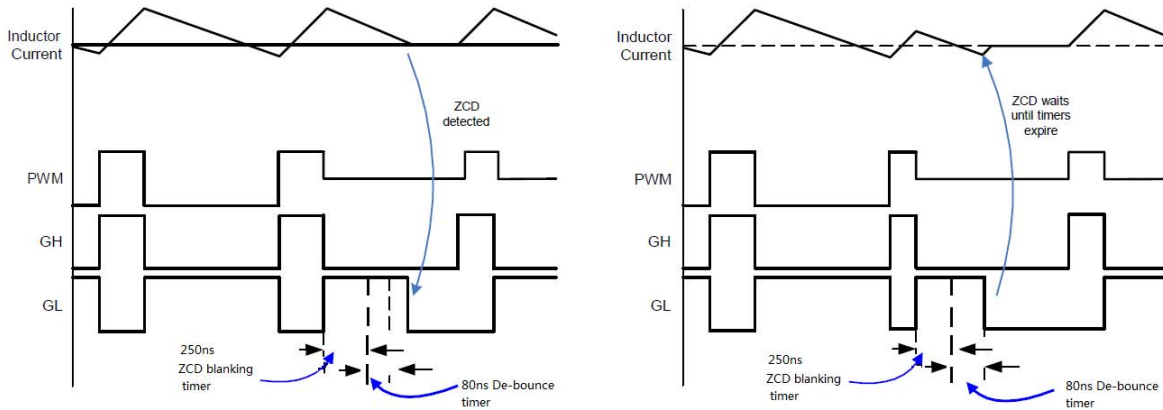 Inductor
Current
ZCD
detected
PWM
GH
GL
250ns
ZCD blanking
timer
80ns De-bounce
timer
Inductor
Current
ZCD waits
until timers
expire
PWM
GH
GL
250ns
ZCD blanking
timer
80ns De-bounce
timer